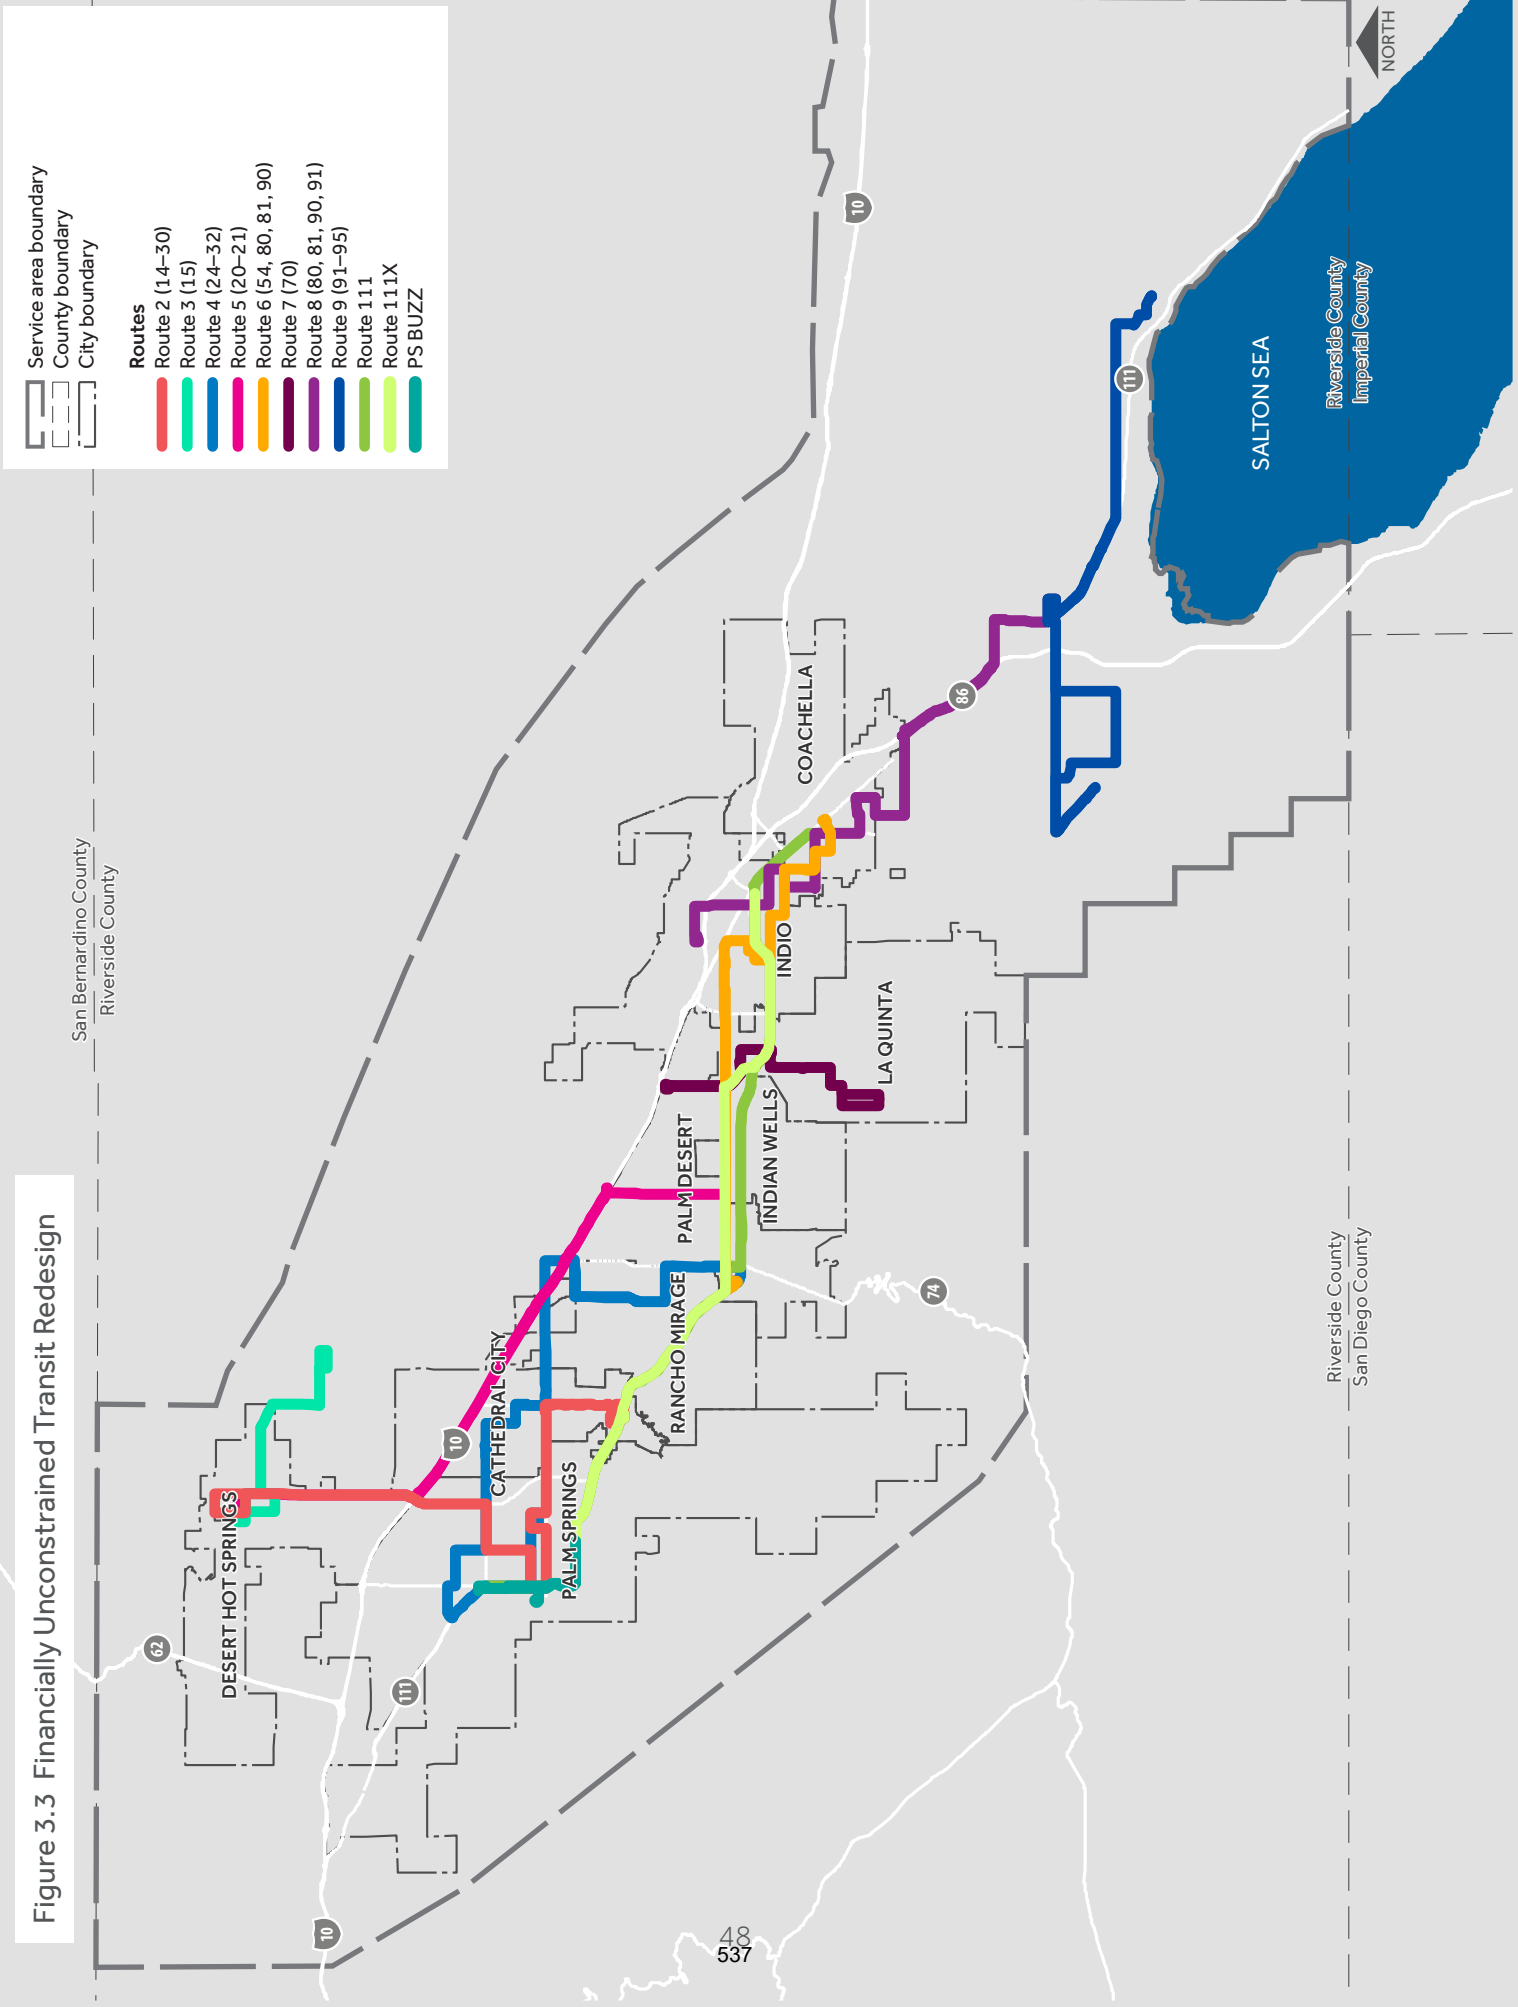 Figure 3.3 Financially Unconstrained Transit Redesign
Service area boundary
County boundary
City boundary
Routes
Route 2 (14–30)
Route 3 (15)
Route 4 (24–32)
Route 5 (20–21)
Route 6 (54, 80, 81, 90)
Route 7 (70)
Route 8 (80, 81, 90, 91)
Route 9 (91–95)
Route 111
Route 111X
PS BUZZ
San Bernardino County
Riverside County
62
10
111
DESERT HOT SPRINGS
10
CATHEDRAL CITY
PALM SPRINGS
RANCHO MIRAGE
PALM DESERT
INDIAN WELLS
LA QUINTA
INDIO
COACHELLA
74
86
10
111
SALTON SEA
Riverside County
San Diego County
Riverside County
Imperial County
NORTH
48
537